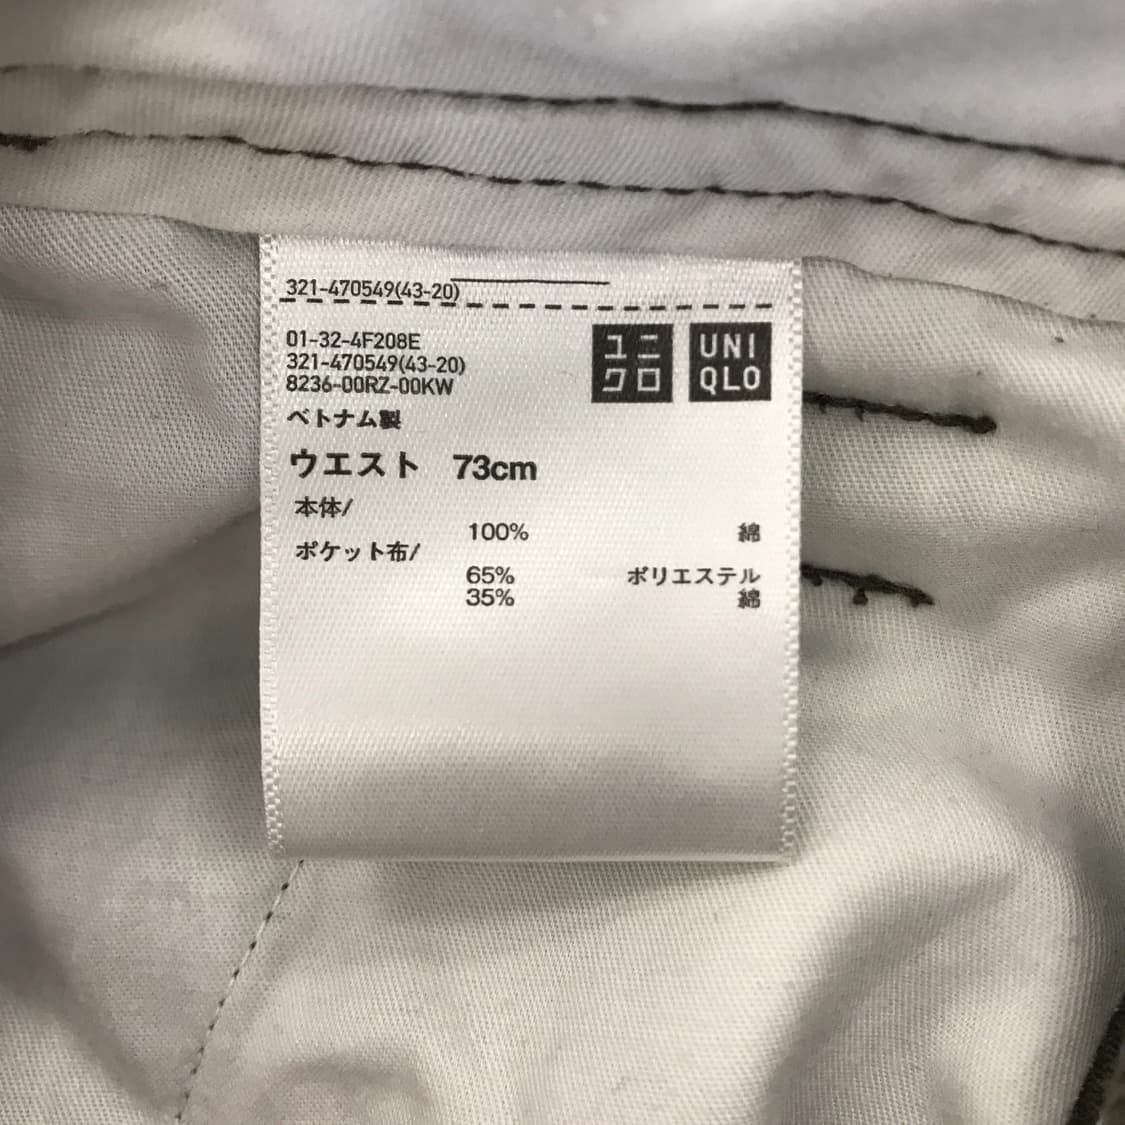 321-470549(43-20)
01-32-4F208E
321-470549(43-20)
8236-00RZ-00KW
ユニ
クロ
UNI
QLO
ベトナム製
ウエスト 73cm
本体/
100% 綿
ポケット布/
65% ポリエステル
35% 綿